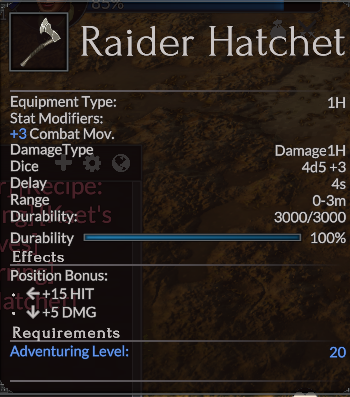 85%
Raider Hatchet
Equipment Type: 1H
Stat Modifiers:
+3 Combat Mov.
DamageType Damage1H
Dice 4d5 +3
Delay 4s
Range 0-3m
Durability: 3000/3000
Durability 100%
Effects
Position Bonus:
· ←+15 HIT
· ↓+5 DMG
Requirements
Adventuring Level: 20